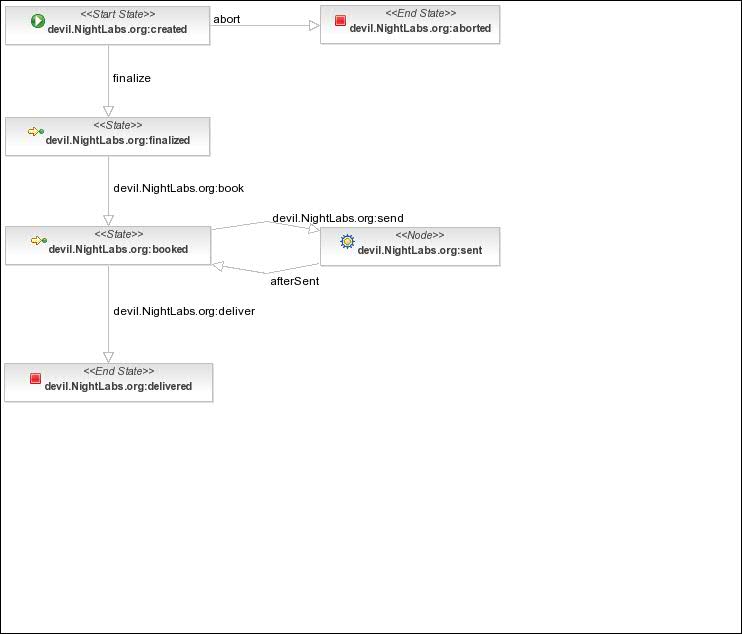 <<Start State>>
devil.NightLabs.org:created
abort
<<End State>>
devil.NightLabs.org:aborted
finalize
<<State>>
devil.NightLabs.org:finalized
devil.NightLabs.org:book
<<State>>
devil.NightLabs.org:booked
devil.NightLabs.org:send
<<Node>>
devil.NightLabs.org:sent
afterSent
devil.NightLabs.org:deliver
<<End State>>
devil.NightLabs.org:delivered